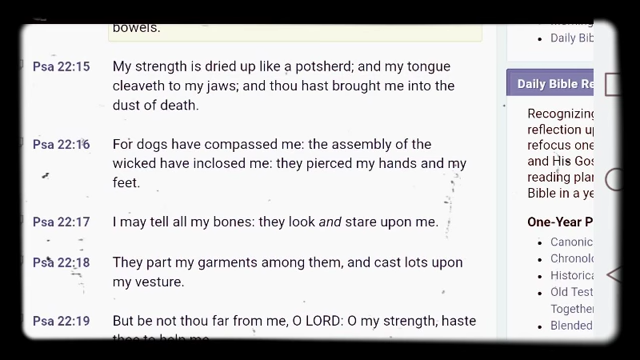 bowels.
Psa 22:15 My strength is dried up like a potsherd; and my tongue
cleaveth to my jaws; and thou hast brought me into the
dust of death.
Psa 22:16 For dogs have compassed me: the assembly of the
wicked have inclosed me: they pierced my hands and my
feet.
Psa 22:17 I may tell all my bones: they look and stare upon me.
Psa 22:18 They part my garments among them, and cast lots upon
my vesture.
Psa 22:19 But be not thou far from me, O LORD: O my strength, haste
thee to help me.
Daily Bib
Daily Bible Re
Recognizing
reflection up
refocus one
and His Gos
reading plan
Bible in a ye
One-Year P
Canonic
Chronolo
Historica
Old Test
Together
Blended